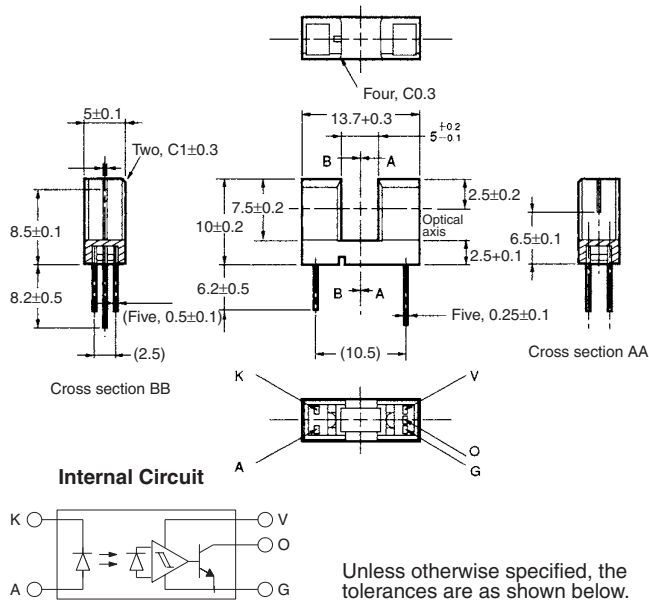 Four, C0.3
5±0.1
13.7+0.3
5 +0.2 −0.1
Two, C1±0.3
B A
2.5±0.2
7.5±0.2
10±0.2
Optical
axis
8.5±0.1
6.5±0.1
2.5+0.1
6.2±0.5
8.2±0.5
B A
(Five, 0.5±0.1)
Five, 0.25±0.1
(2.5)
(10.5)
Cross section AA
Cross section BB
K V
A O
G
Internal Circuit
K V
O
A G
Unless otherwise specified, the
tolerances are as shown below.